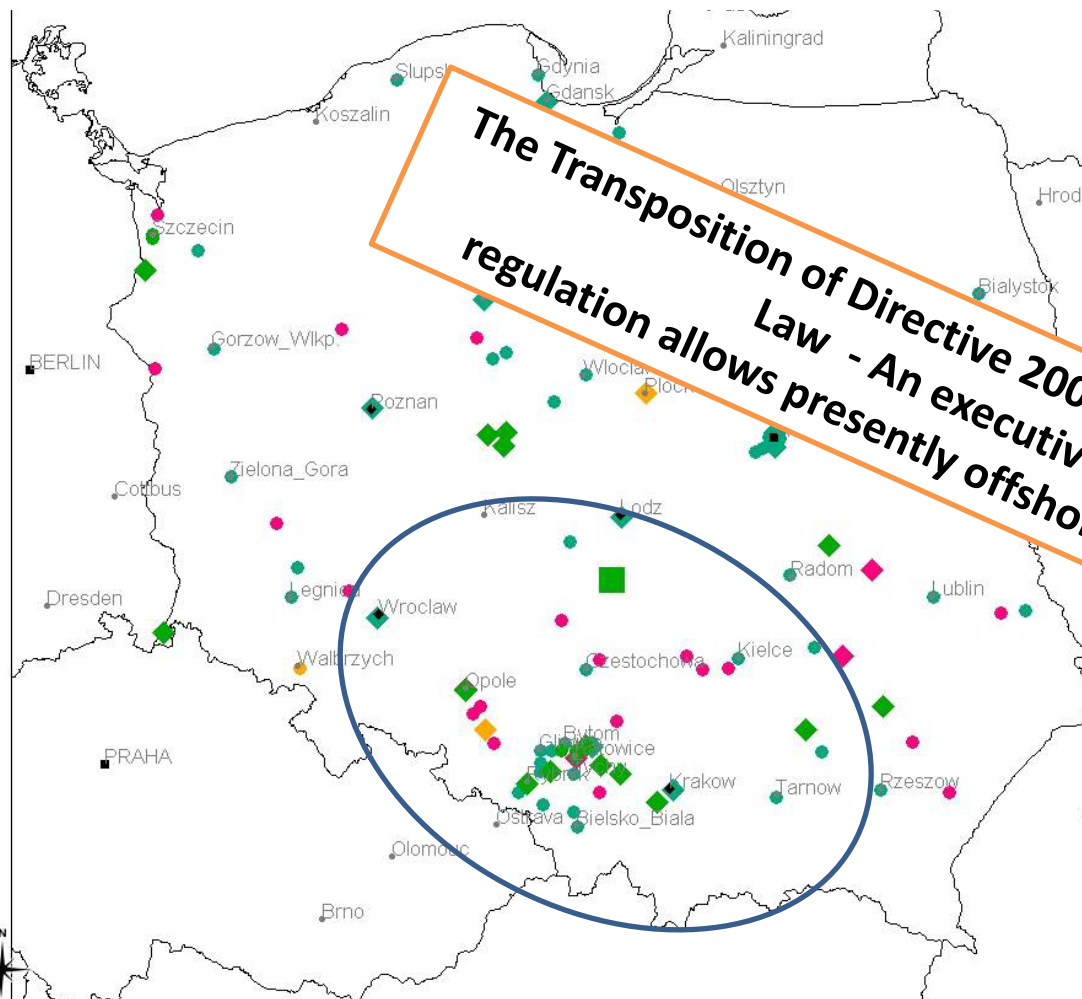 Kaliningrad
Gdynia
Gdansk
Koszalin
Olsztyn
Hrod
Szczecin
Bialystok
The Transposition of Directive 200
Law - An executiv
regulation allows presently offshor
Gorzow_Wlkp.
BERLIN
Plock
Poznan
Zielona_Gora
Cottbus
Kalisz
Lodz
Radom
Dresden
Legnica
Lublin
Wroclaw
Walbrzych
Czestochowa
Kielce
Opole
Bytom
PRAHA
Krakow
Tarnow
Rzeszow
Ostrava
Bielsko_Biala
Olomouc
Brno
N